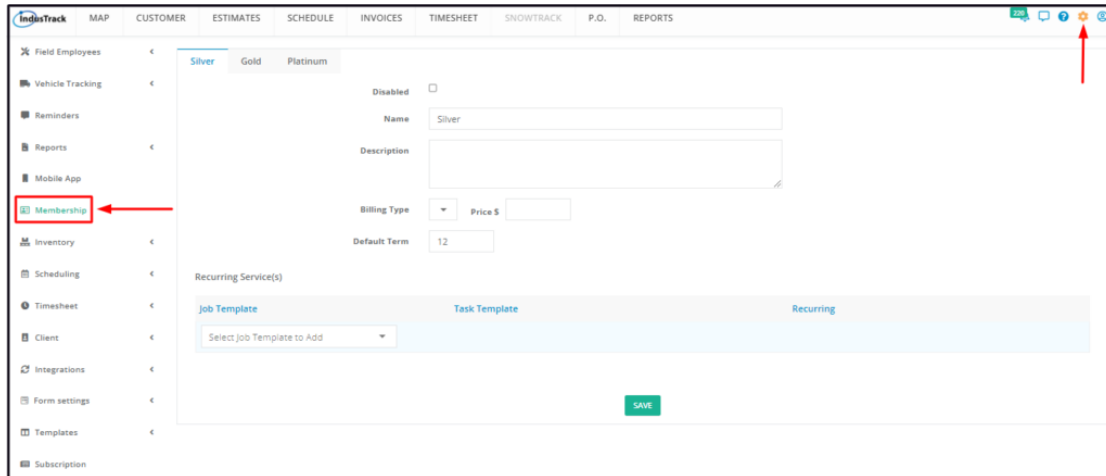 IndusTrack MAP CUSTOMER ESTIMATES SCHEDULE INVOICES TIMESHEET SNOWTRACK P.O. REPORTS 220
Field Employees
Vehicle Tracking
Reminders
Reports
Mobile App
Membership
Inventory
Scheduling
Timesheet
Client
Integrations
Form settings
Templates
Subscription
Silver Gold Platinum
Disabled
Name Silver
Description
Billing Type Price $
Default Term 12
Recurring Service(s)
Job Template Task Template Recurring
Select Job Template to Add
SAVE